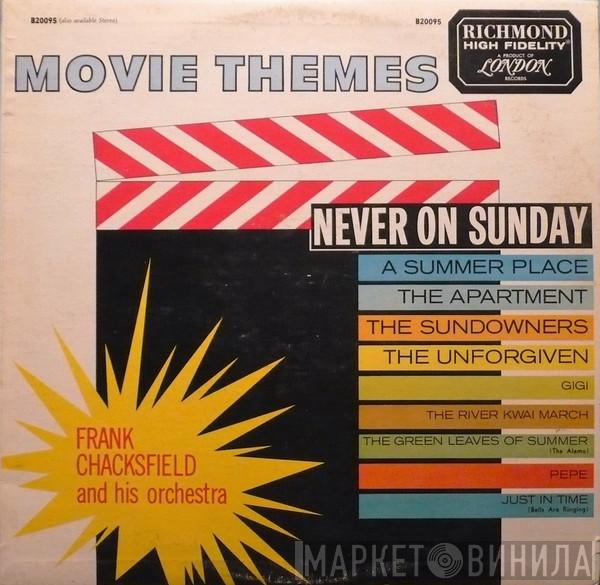 B20095 (also available Stereo)
B20095
RICHMOND
HIGH FIDELITY
A PRODUCT OF
LONDON
RECORDS
MOVIE THEMES
NEVER ON SUNDAY
A SUMMER PLACE
THE APARTMENT
THE SUNDOWNERS
THE UNFORGIVEN
GIGI
THE RIVER KWAI MARCH
THE GREEN LEAVES OF SUMMER
(The Alamo)
PEPE
JUST IN TIME
(Bells Are Ringing)
FRANK
CHACKSFIELD
and his orchestra
МАРКЕТ ВИНИЛА